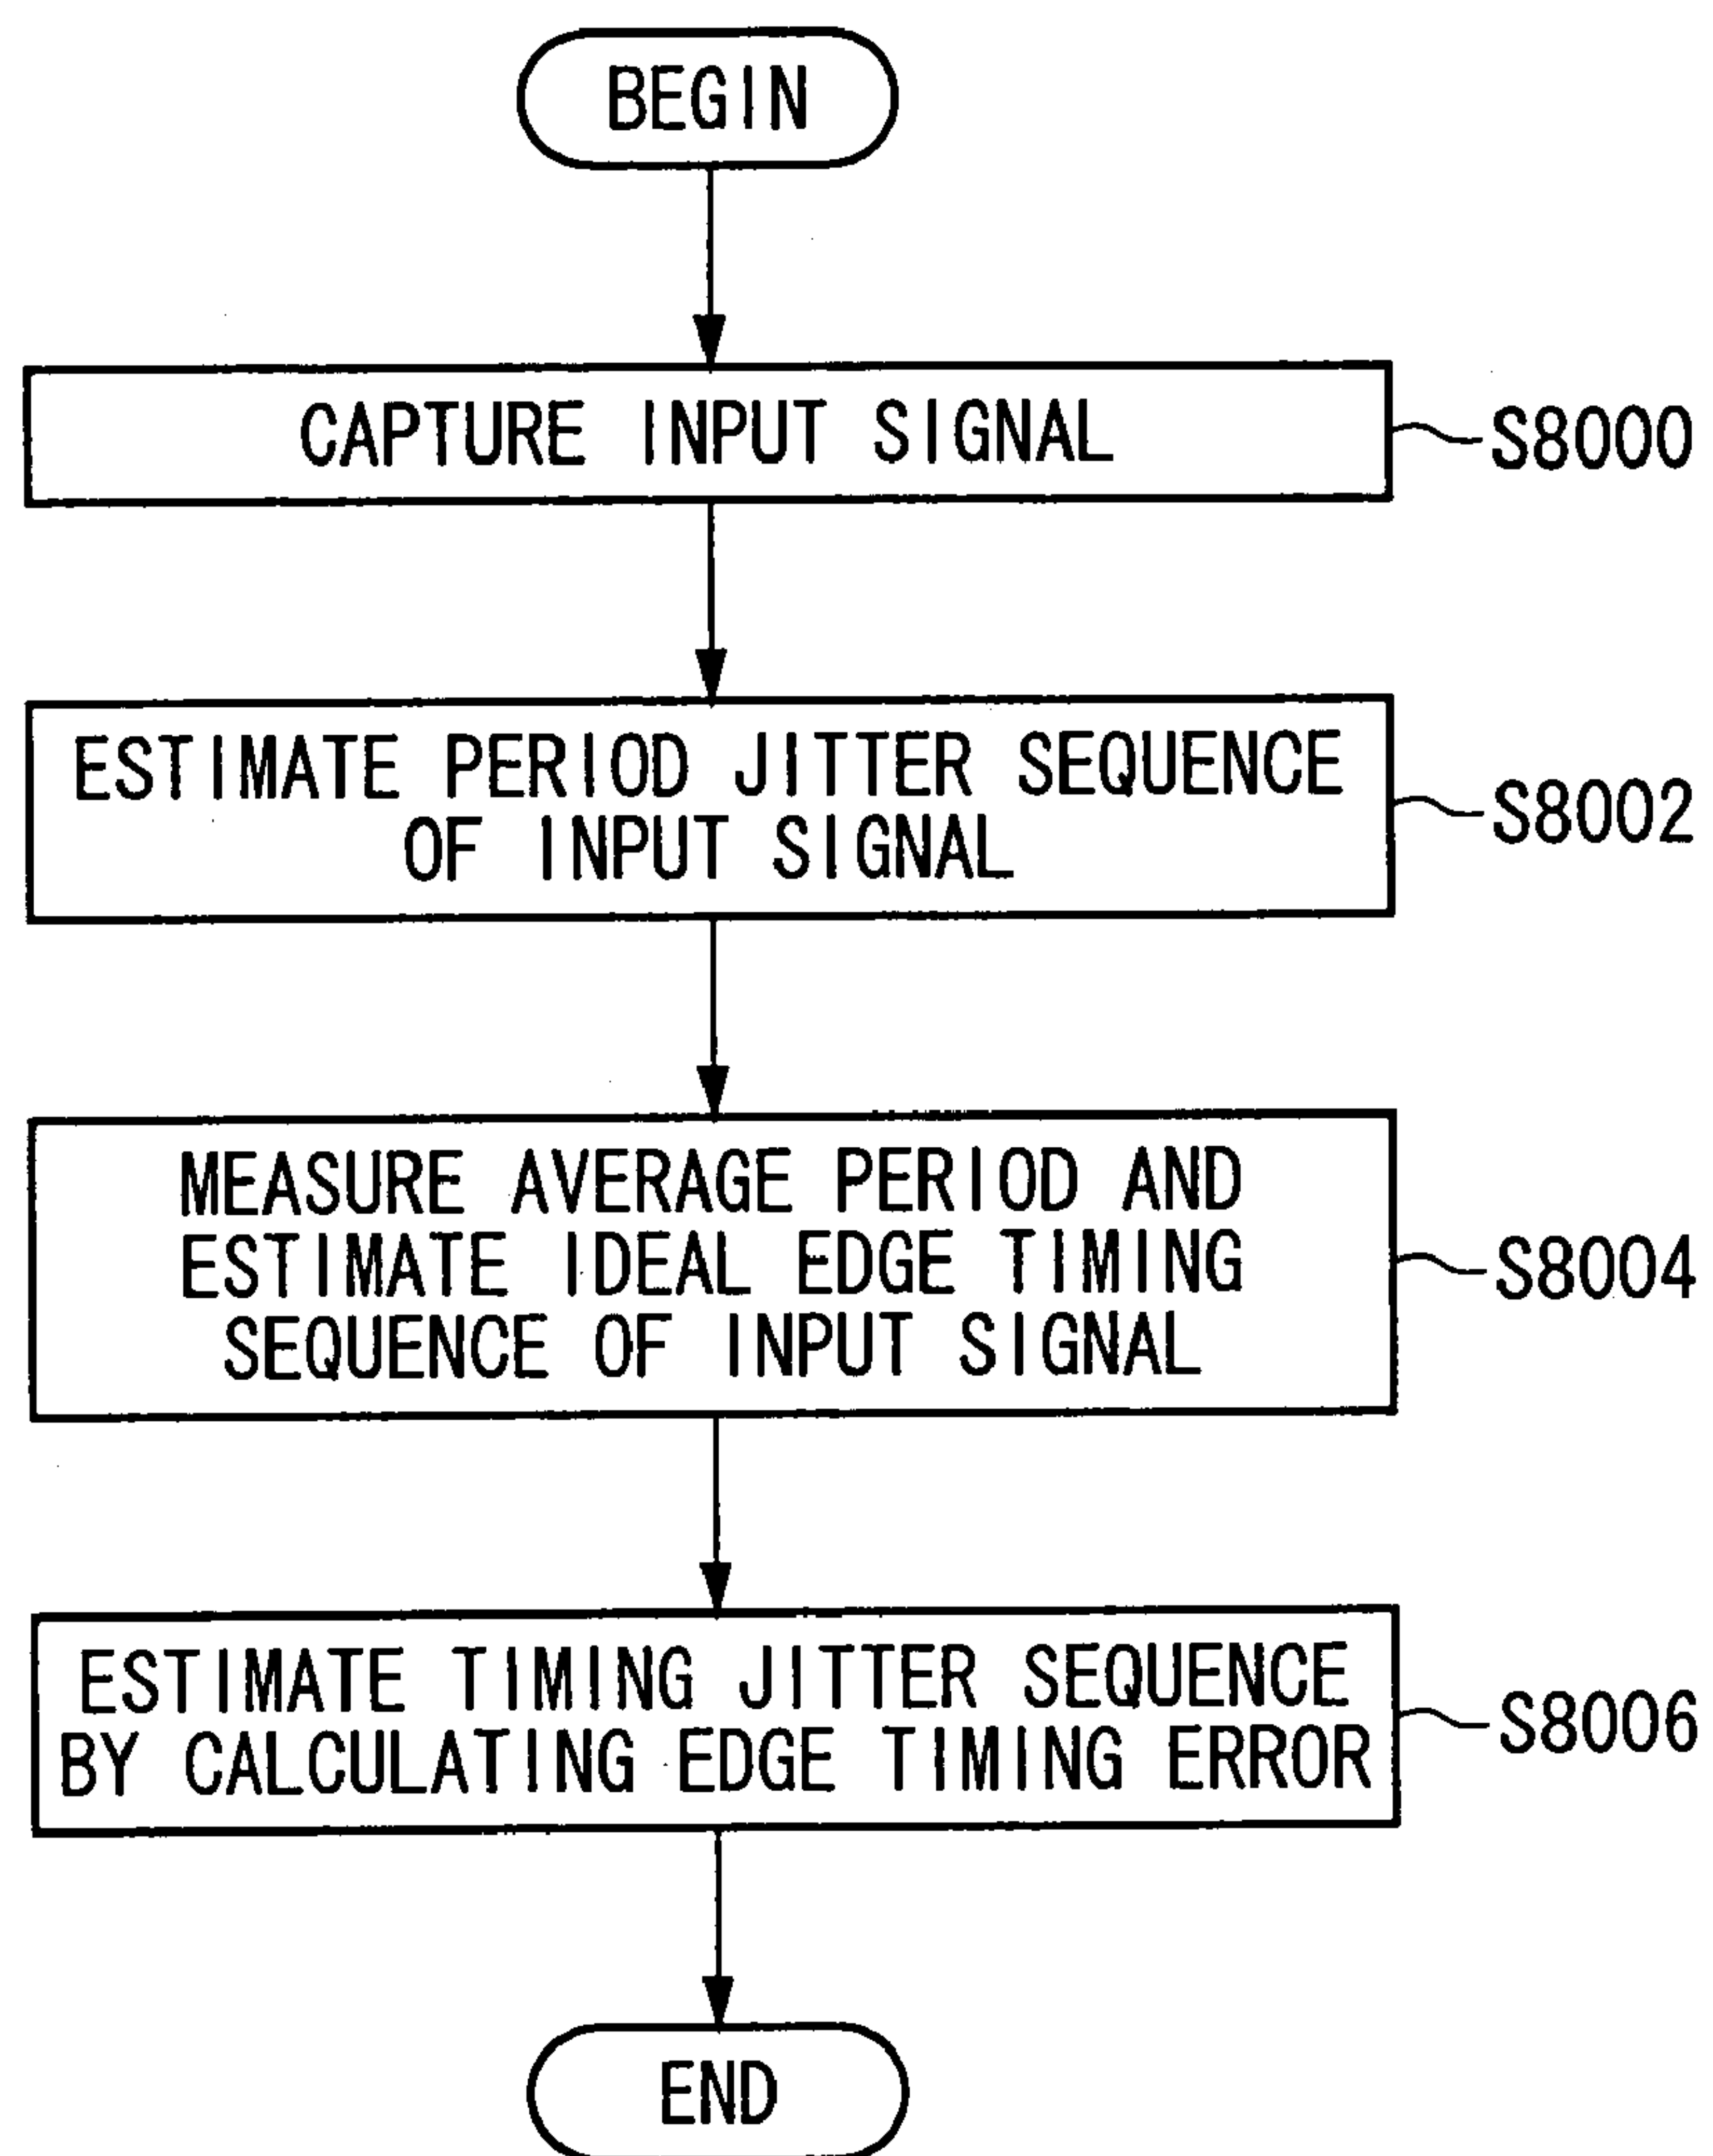 BEGIN
CAPTURE INPUT SIGNAL
S8000
ESTIMATE PERIOD JITTER SEQUENCE
OF INPUT SIGNAL
S8002
MEASURE AVERAGE PERIOD AND
ESTIMATE IDEAL EDGE TIMING
SEQUENCE OF INPUT SIGNAL
S8004
ESTIMATE TIMING JITTER SEQUENCE
BY CALCULATING EDGE TIMING ERROR
S8006
END